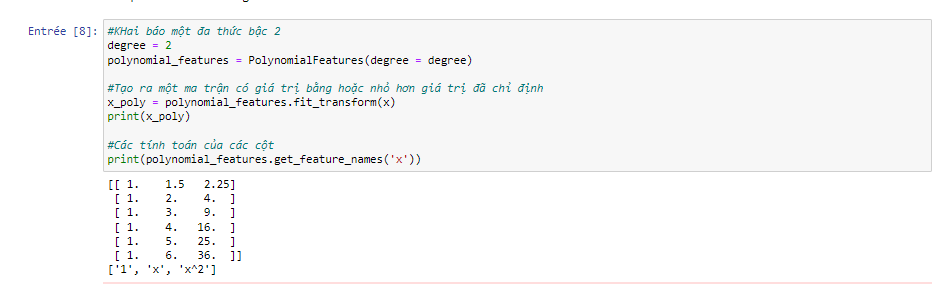 Entrée [8]: #KHai báo một đa thức bậc 2
degree = 2
polynomial_features = PolynomialFeatures(degree = degree)
#Tạo ra một ma trận có giá trị bằng hoặc nhỏ hơn giá trị đã chỉ định
x_poly = polynomial_features.fit_transform(x)
print(x_poly)
#Các tính toán của các cột
print(polynomial_features.get_feature_names('x'))
[[ 1.    1.5   2.25]
 [ 1.    2.    4.  ]
 [ 1.    3.    9.  ]
 [ 1.    4.   16.  ]
 [ 1.    5.   25.  ]
 [ 1.    6.   36.  ]]
['1', 'x', 'x^2']